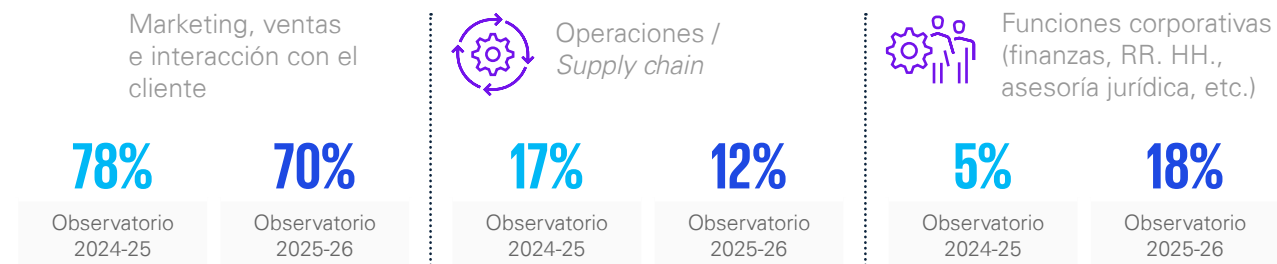 Marketing, ventas
e interacción con el
cliente
78%
70%
Observatorio
2024-25
Observatorio
2025-26
Operaciones /
Supply chain
17%
12%
Observatorio
2024-25
Observatorio
2025-26
Funciones corporativas
(finanzas, RR. HH.,
asesoría jurídica, etc.)
5%
18%
Observatorio
2024-25
Observatorio
2025-26